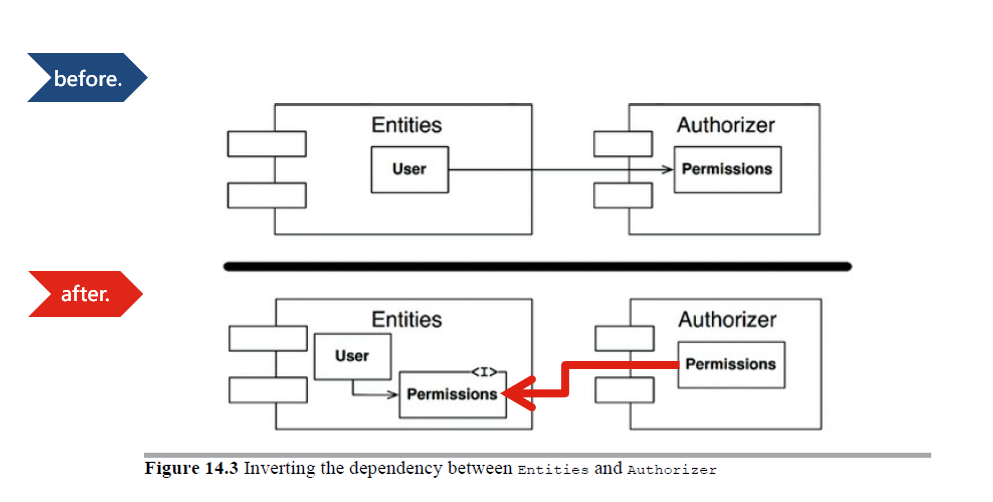 before.
Entities
Authorizer
User
Permissions
after.
Entities
Authorizer
User
<I>
Permissions
Permissions
Figure 14.3 Inverting the dependency between Entities and Authorizer